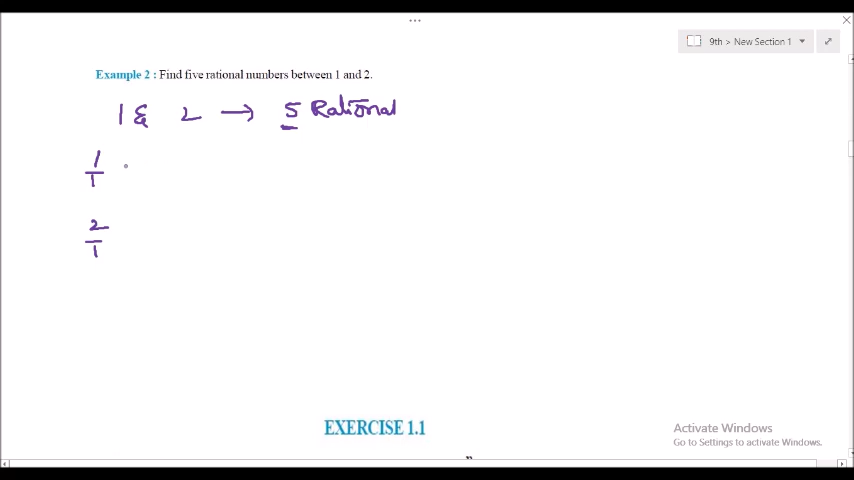 9th > New Section 1
Example 2 : Find five rational numbers between 1 and 2.
1 & 2 → 5 Rational
1/1
2/1
EXERCISE 1.1
Activate Windows
Go to Settings to activate Windows.